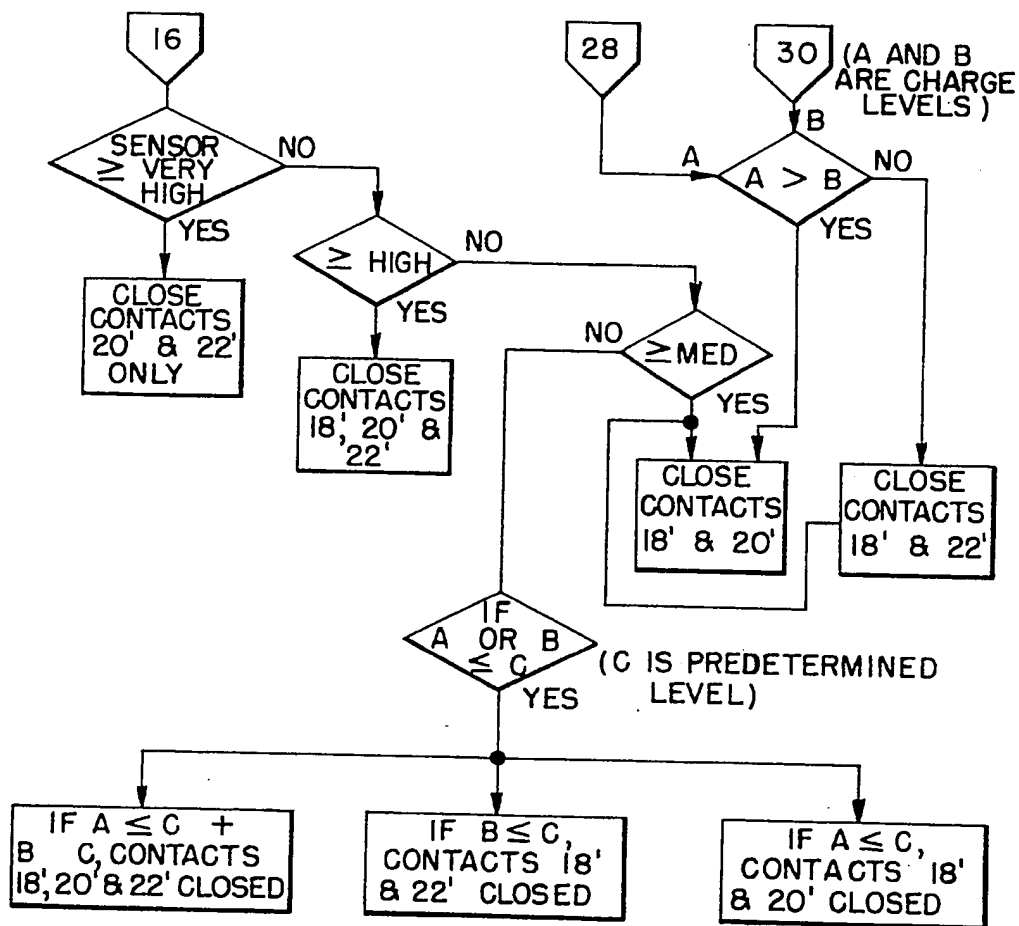 16
28
30
(A AND B
ARE CHARGE
LEVELS)
SENSOR
≥ VERY
HIGH
NO
YES
A
B
A > B
NO
YES
≥ HIGH
NO
YES
CLOSE
CONTACTS
20' & 22'
ONLY
NO
≥ MED
YES
CLOSE
CONTACTS
18', 20' &
22'
CLOSE
CONTACTS
18' & 20'
CLOSE
CONTACTS
18' & 22'
IF
A OR B
≤ C
YES
(C IS PREDETERMINED
LEVEL)
IF A ≤ C +
B C, CONTACTS
18', 20' & 22' CLOSED
IF B ≤ C,
CONTACTS 18'
& 22' CLOSED
IF A ≤ C,
CONTACTS 18'
& 20' CLOSED